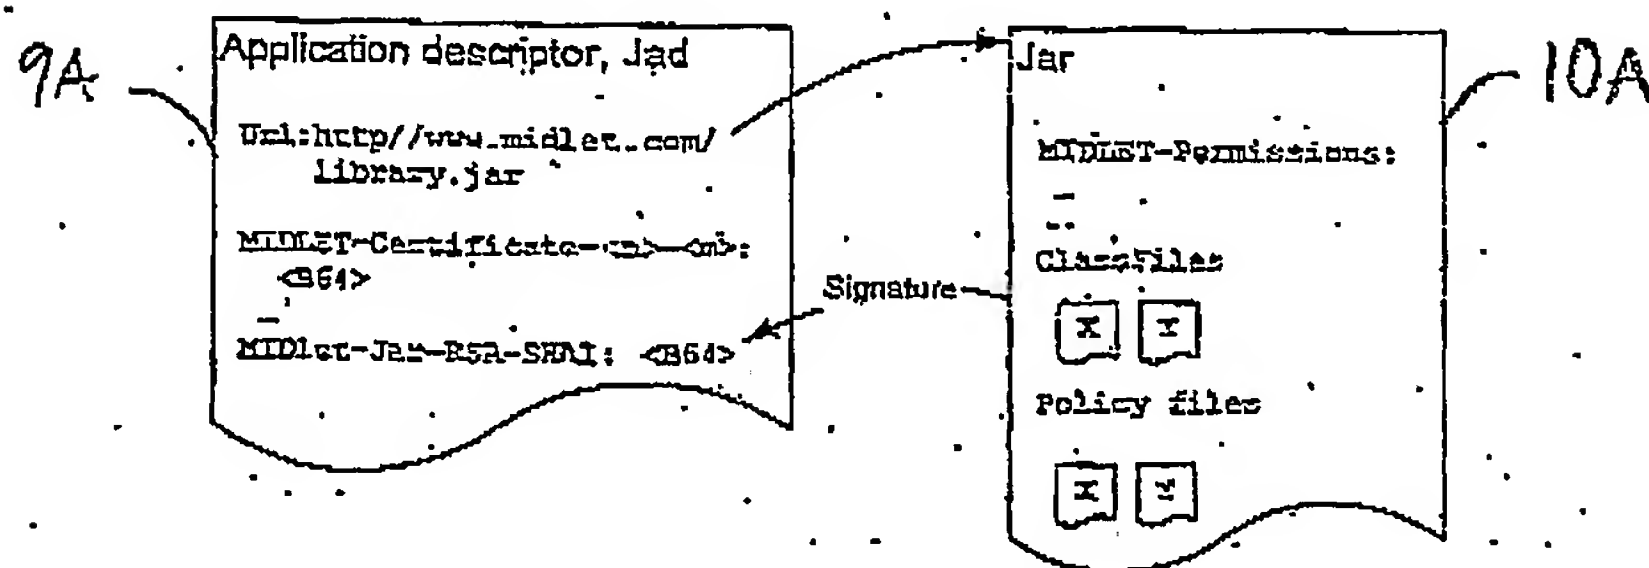 9A
Application descriptor, Jad
Url:http//www.midlet.com/
library.jar
MIDLET-Certificate-<n>-<m>:
<B64>
MIDlet-Jar-RSA-SHA1: <B64>
Signature
Jar
10A
MIDLET-Permissions:
ClassFiles
X Y
Policy files
X Y